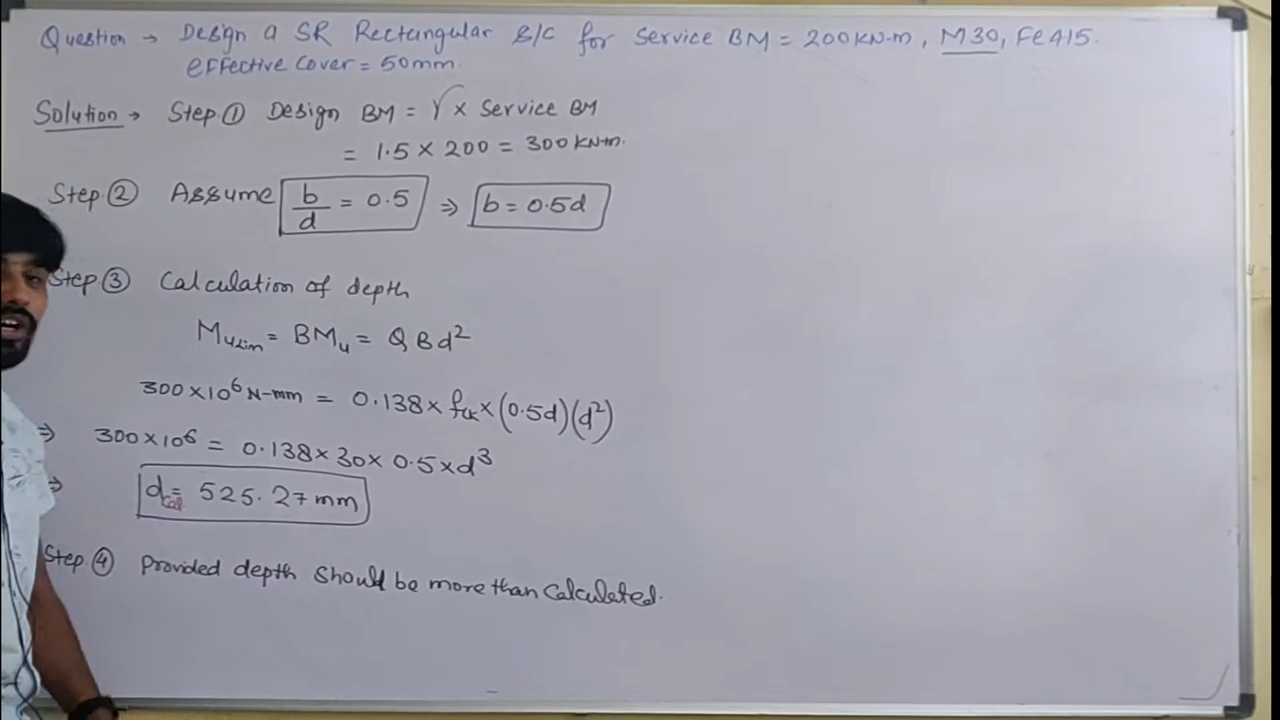 Question → Design a SR Rectangular S/C for Service BM = 200KN-m, M30, Fe415.
effective Cover = 50mm.
Solution → Step ① Design BM = γ × Service BM
= 1.5 × 200 = 300 KN-m.
Step ② Assume b/d = 0.5 ⇒ b = 0.5d
Step ③ Calculation of depth
Mulim = BMu = QBd²
300×10⁶ N-mm = 0.138 × fck × (0.5d)(d²)
⇒ 300×10⁶ = 0.138 × 30 × 0.5 × d³
⇒ dcal = 525.27 mm
Step ④ Provided depth should be more than calculated.